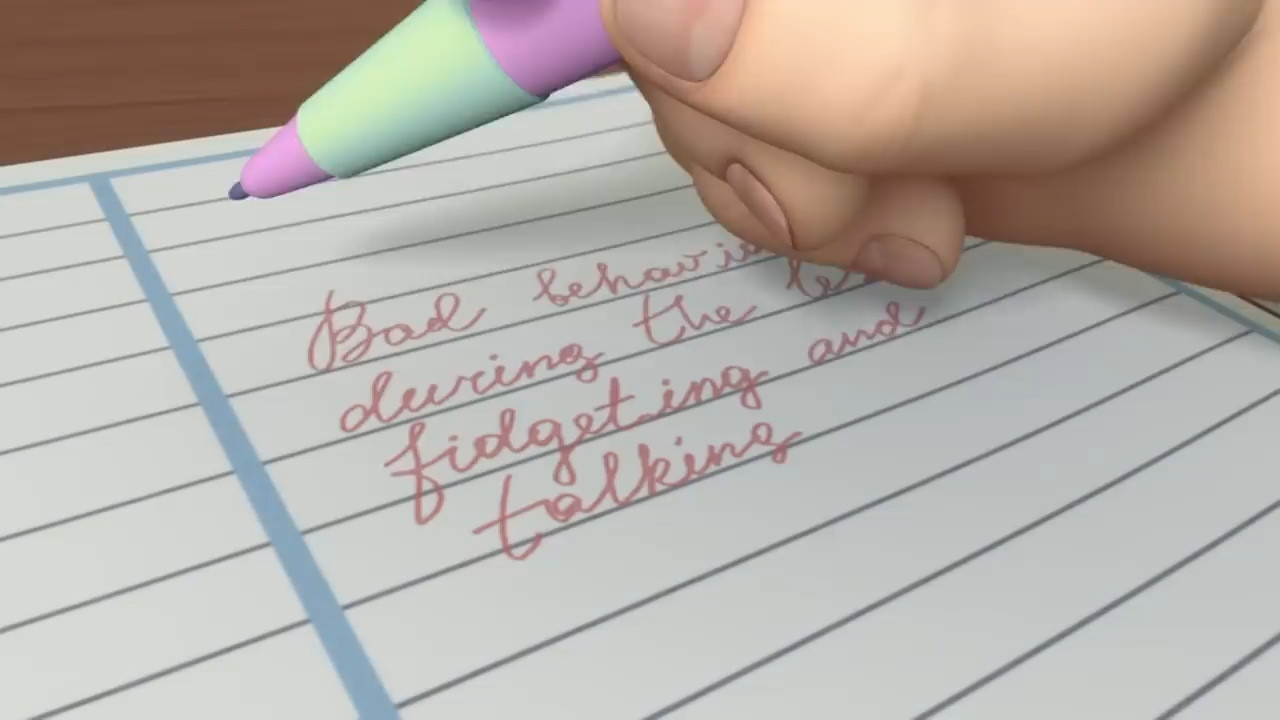 Bad
during the
fidgeting and
talking